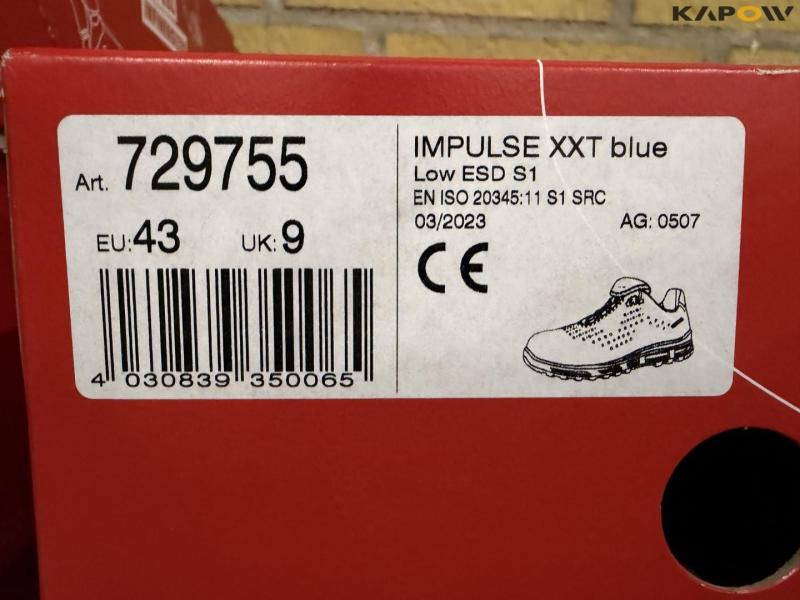 KAPOW
Art. 729755
EU: 43 UK: 9
4 030839 350065
IMPULSE XXT blue
Low ESD S1
EN ISO 20345:11 S1 SRC
03/2023 AG: 0507
CE